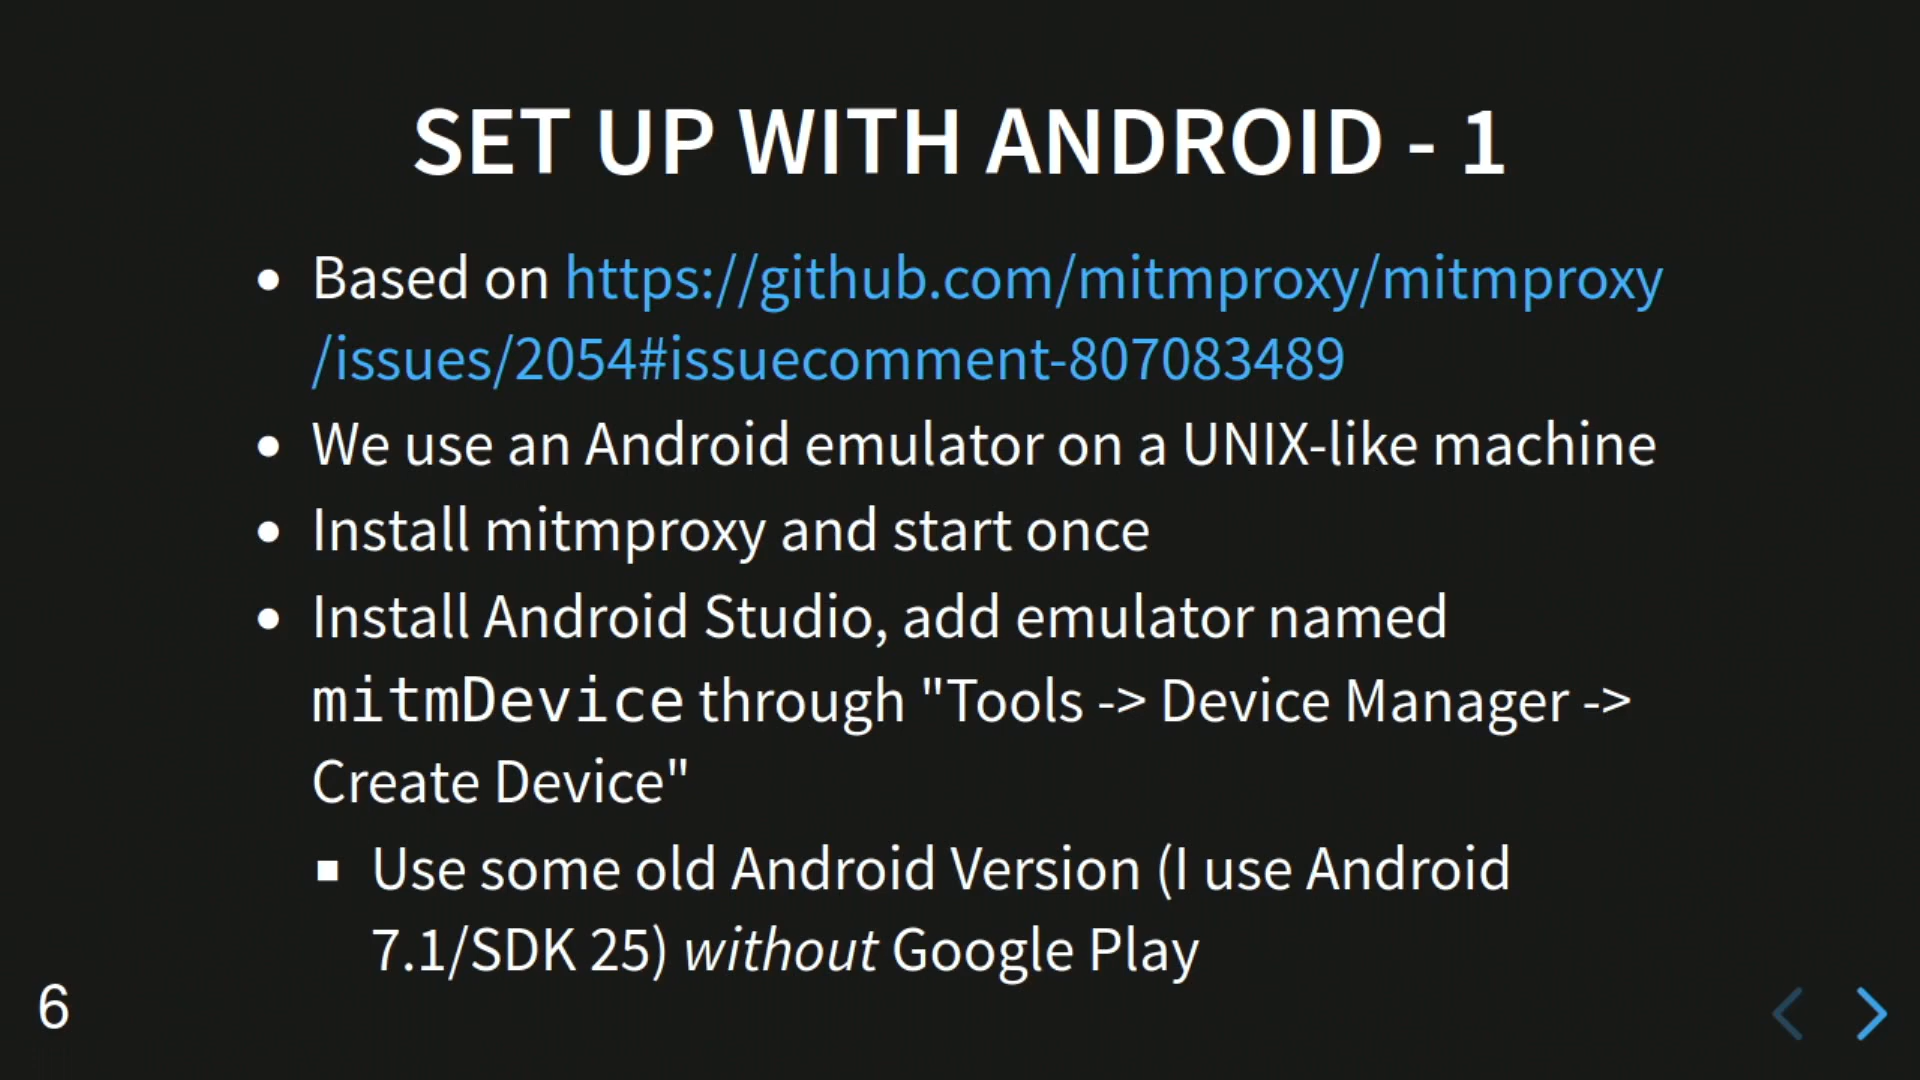 SET UP WITH ANDROID - 1
Based on https://github.com/mitmproxy/mitmproxy
/issues/2054#issuecomment-807083489
We use an Android emulator on a UNIX-like machine
Install mitmproxy and start once
Install Android Studio, add emulator named
mitmDevice through "Tools -> Device Manager ->
Create Device"
Use some old Android Version (I use Android
7.1/SDK 25) without Google Play
6